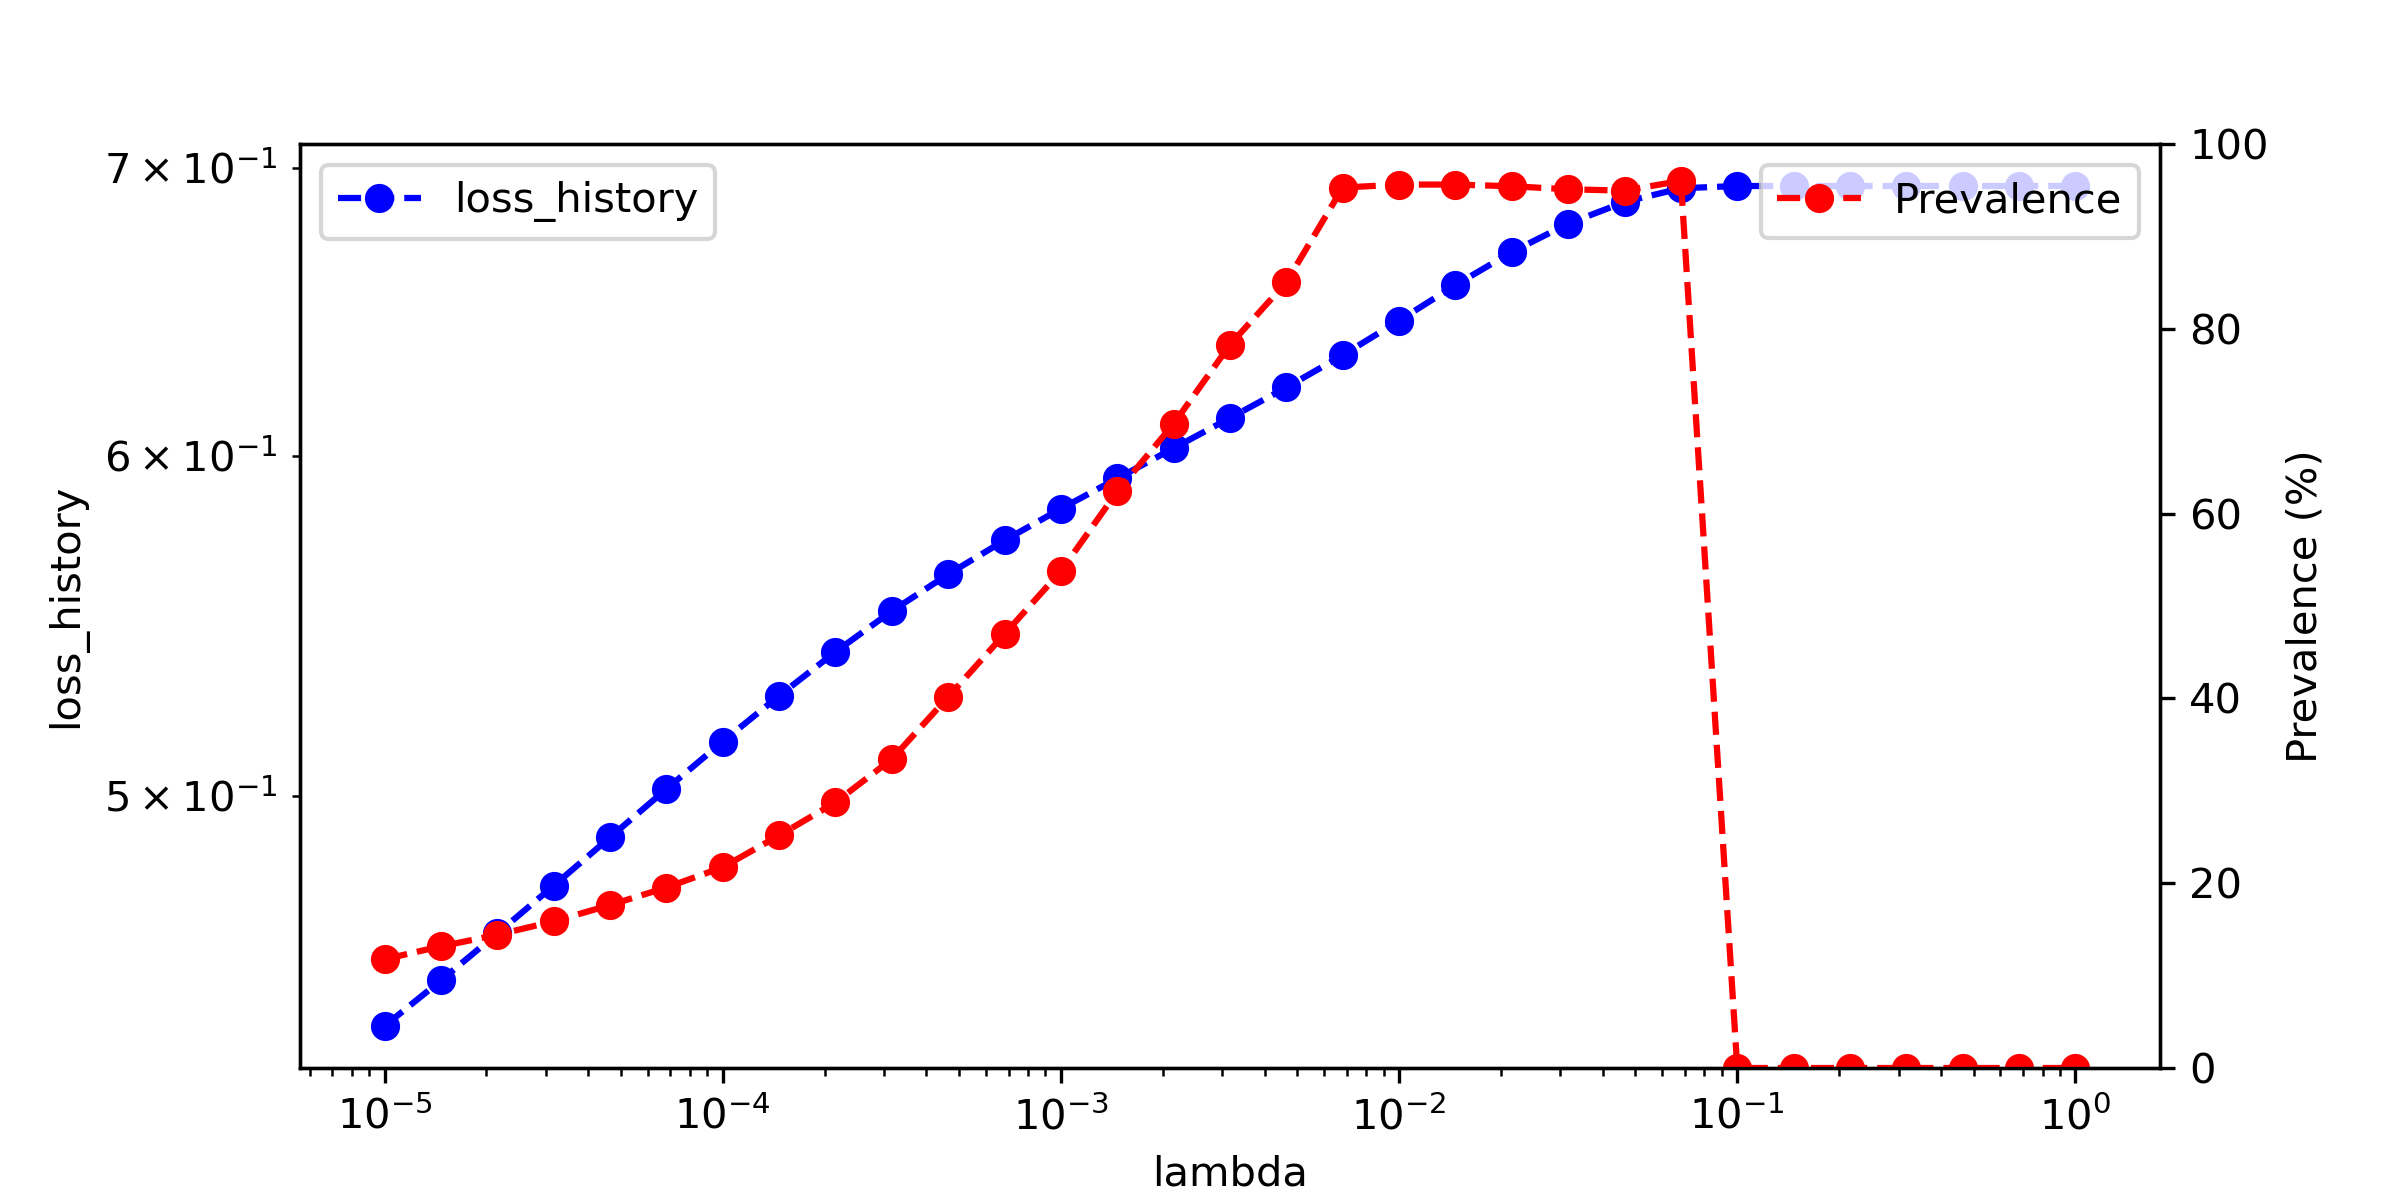 loss_history
Prevalence
7 × 10⁻¹
6 × 10⁻¹
5 × 10⁻¹
loss_history
100
80
60
40
20
0
Prevalence (%)
10⁻⁵ 10⁻⁴ 10⁻³ 10⁻² 10⁻¹ 10⁰
lambda